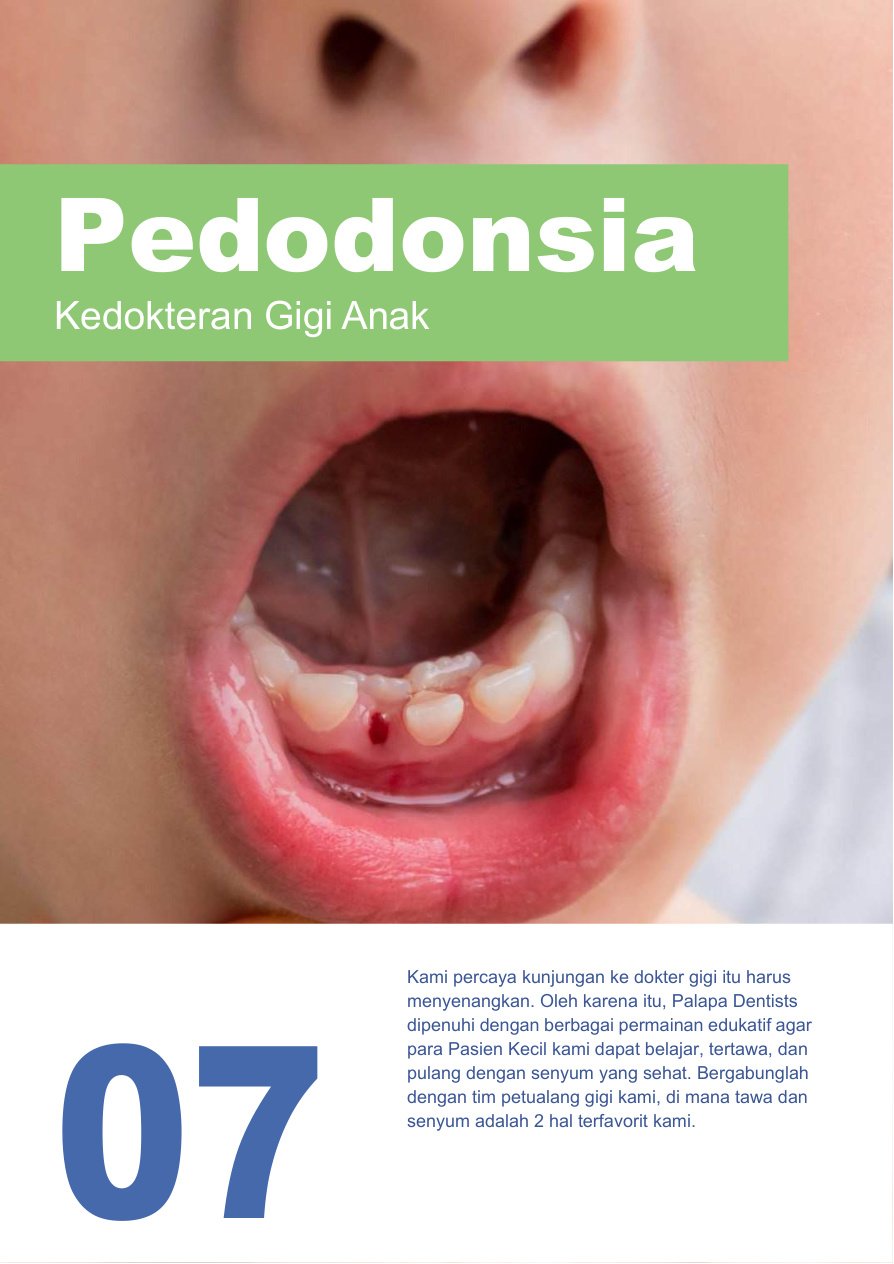 Pedodonsia
Kedokteran Gigi Anak
07
Kami percaya kunjungan ke dokter gigi itu harus
menyenangkan. Oleh karena itu, Palapa Dentists
dipenuhi dengan berbagai permainan edukatif agar
para Pasien Kecil kami dapat belajar, tertawa, dan
pulang dengan senyum yang sehat. Bergabunglah
dengan tim petualang gigi kami, di mana tawa dan
senyum adalah 2 hal terfavorit kami.